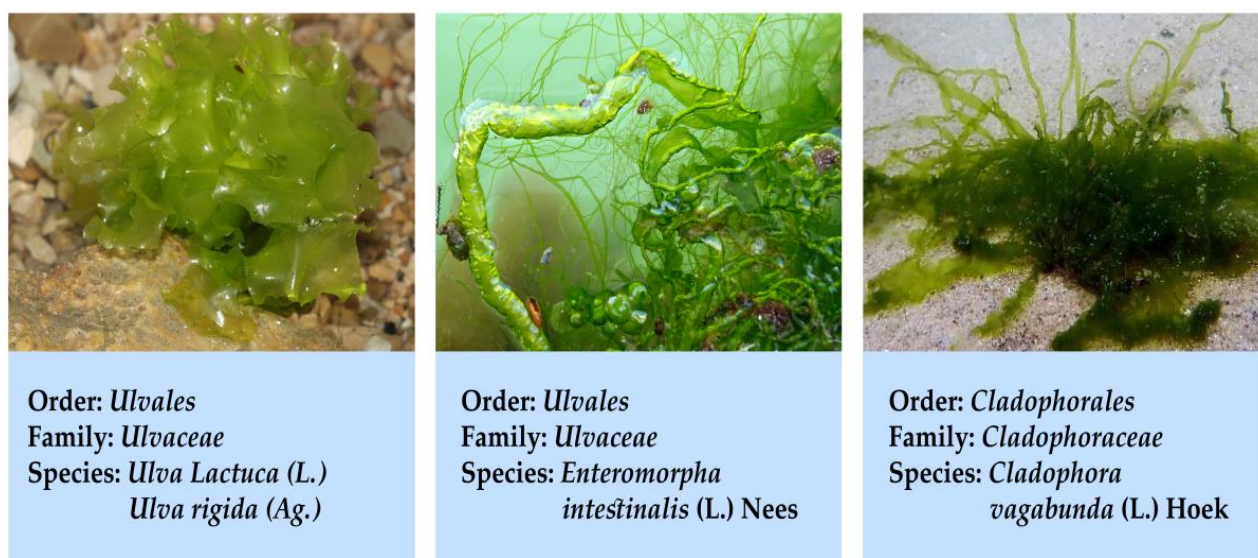 Order: Ulvales
Family: Ulvaceae
Species: Ulva Lactuca (L.)
Ulva rigida (Ag.)
Order: Ulvales
Family: Ulvaceae
Species: Enteromorpha
intestinalis (L.) Nees
Order: Cladophorales
Family: Cladophoraceae
Species: Cladophora
vagabunda (L.) Hoek